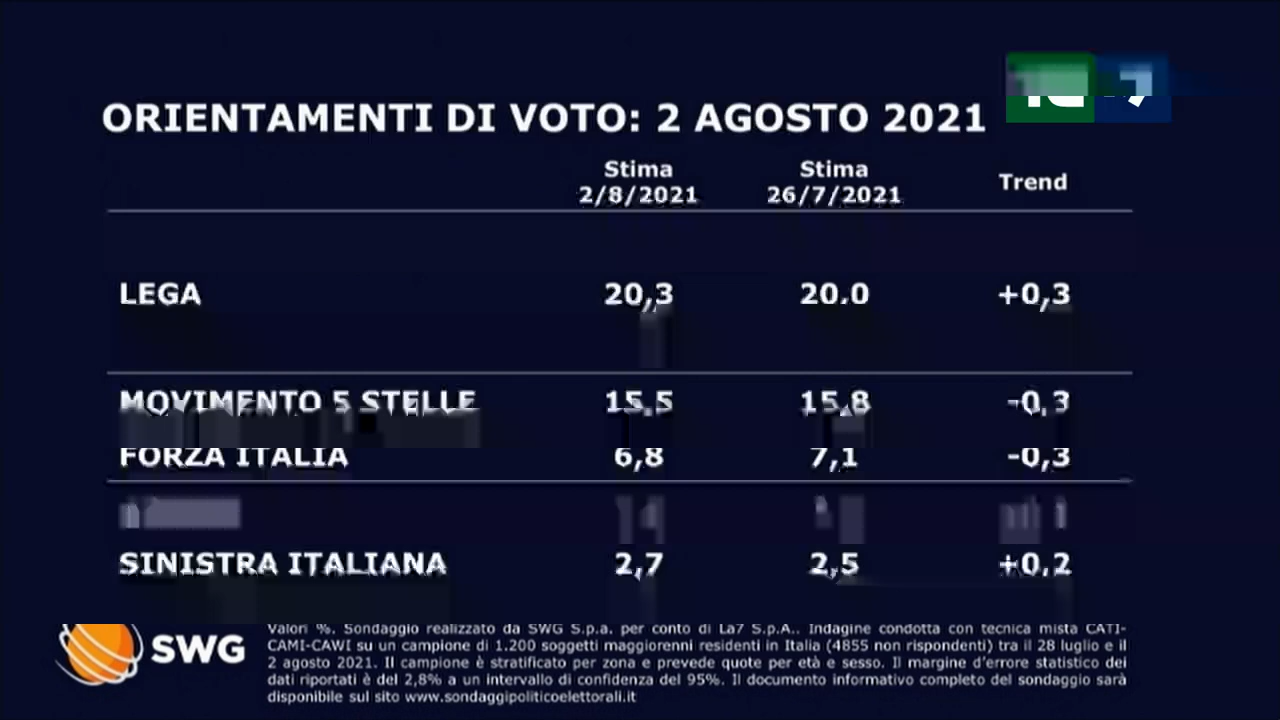 ORIENTAMENTI DI VOTO: 2 AGOSTO 2021
Stima 2/8/2021 Stima 26/7/2021 Trend
LEGA 20,3 20,0 +0,3
MOVIMENTO 5 STELLE 15,5 15,8 -0,3
FORZA ITALIA 6,8 7,1 -0,3
SINISTRA ITALIANA 2,7 2,5 +0,2
SWG
Valori %. Sondaggio realizzato da SWG S.p.a. per conto di La7 S.p.A.. Indagine condotta con tecnica mista CATI-
CAMI-CAWI su un campione di 1.200 soggetti maggiorenni residenti in Italia (4855 non rispondenti) tra il 28 luglio e il
2 agosto 2021. Il campione è stratificato per zona e prevede quote per età e sesso. Il margine d'errore statistico dei
dati riportati è del 2,8% a un intervallo di confidenza del 95%. Il documento informativo completo del sondaggio sarà
disponibile sul sito www.sondaggipoliticoelettorali.it